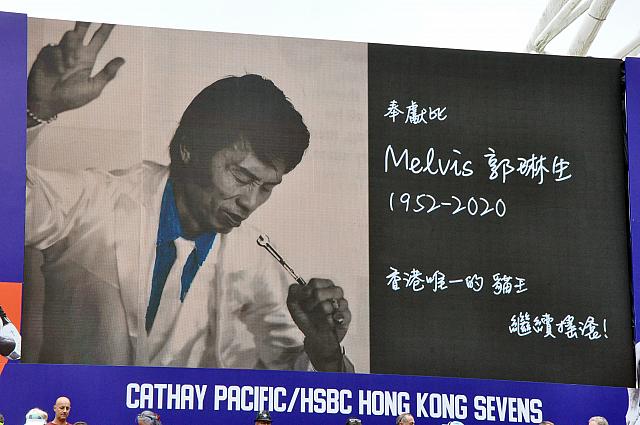 奉獻比
Melvis 郭琳生
1952-2020
香港唯一的貓王
繼續搖滾!
CATHAY PACIFIC/HSBC HONG KONG SEVENS